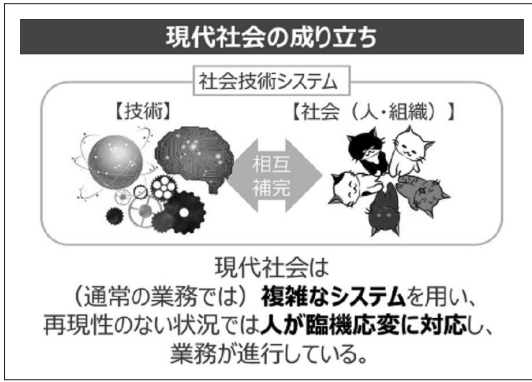 現代社会の成り立ち
社会技術システム
【技術】
【社会（人・組織）】
相互
補完
現代社会は
（通常の業務では）複雑なシステムを用い、
再現性のない状況では人が臨機応変に対応し、
業務が進行している。